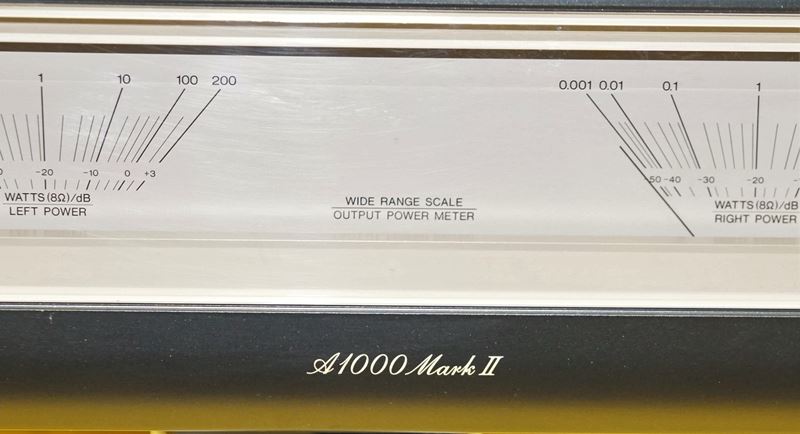 1 10 100 200
-20 -10 0 +3
WATTS (8Ω)/dB
LEFT POWER
WIDE RANGE SCALE
OUTPUT POWER METER
0.001 0.01 0.1 1
-50 -40 -30 -20
WATTS (8Ω)/dB
RIGHT POWER
A1000 Mark II